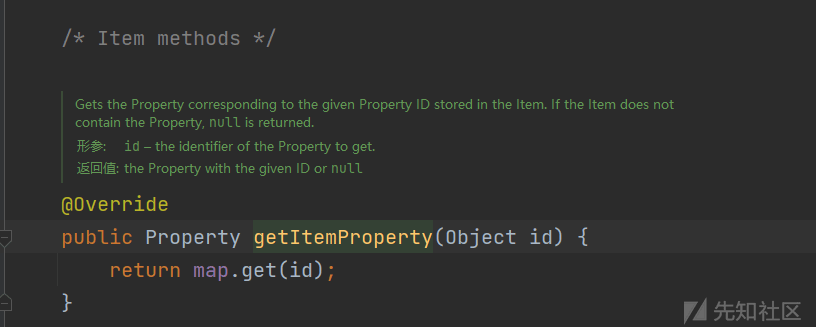 /* Item methods */
Gets the Property corresponding to the given Property ID stored in the Item. If the Item does not
contain the Property, null is returned.
形参: id – the identifier of the Property to get.
返回值: the Property with the given ID or null
@Override
public Property getItemProperty(Object id) {
return map.get(id);
}
先知社区